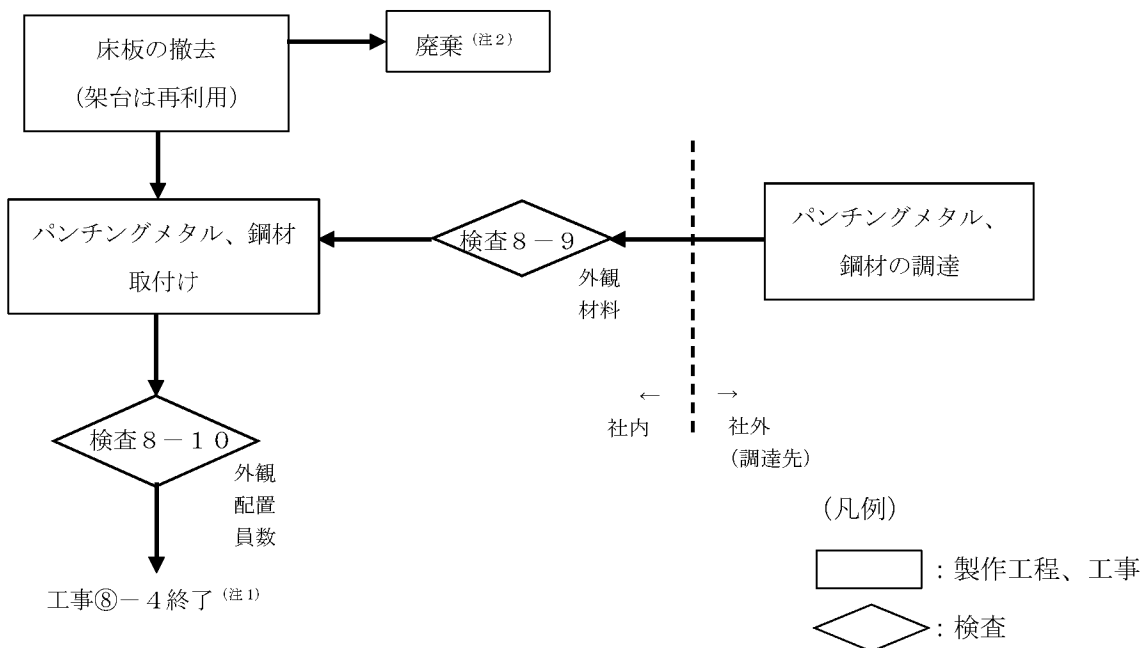 床板の撤去
(架台は再利用)
廃棄 (注2)
パンチングメタル、鋼材
取付け
検査8-9
外観
材料
パンチングメタル、
鋼材の調達
←
社内
→
社外
(調達先)
検査8-10
外観
配置
員数
工事⑧-4終了 (注1)
(凡例)
:製作工程、工事
:検査